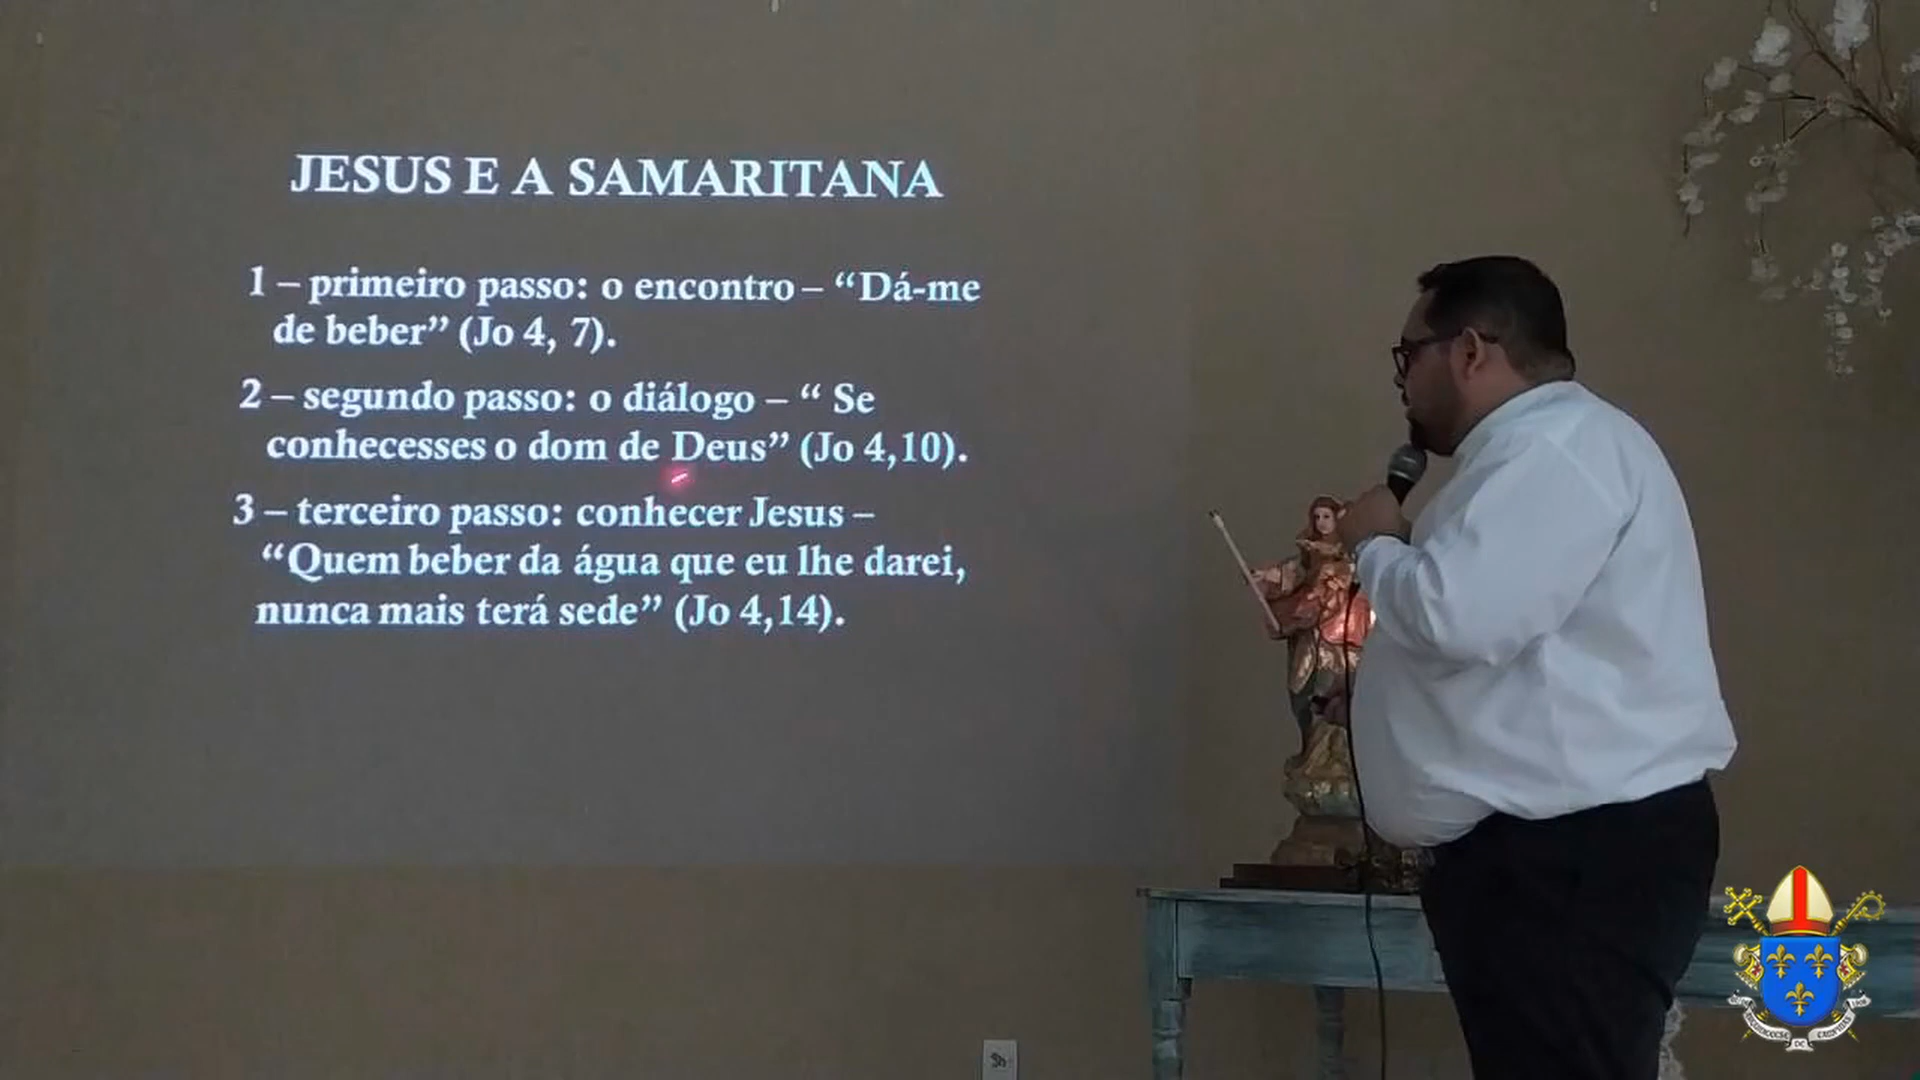 JESUS E A SAMARITANA
1 – primeiro passo: o encontro – “Dá-me
de beber” (Jo 4, 7).
2 – segundo passo: o diálogo – “ Se
conhecesses o dom de Deus” (Jo 4,10).
3 – terceiro passo: conhecer Jesus –
“Quem beber da água que eu lhe darei,
nunca mais terá sede” (Jo 4,14).